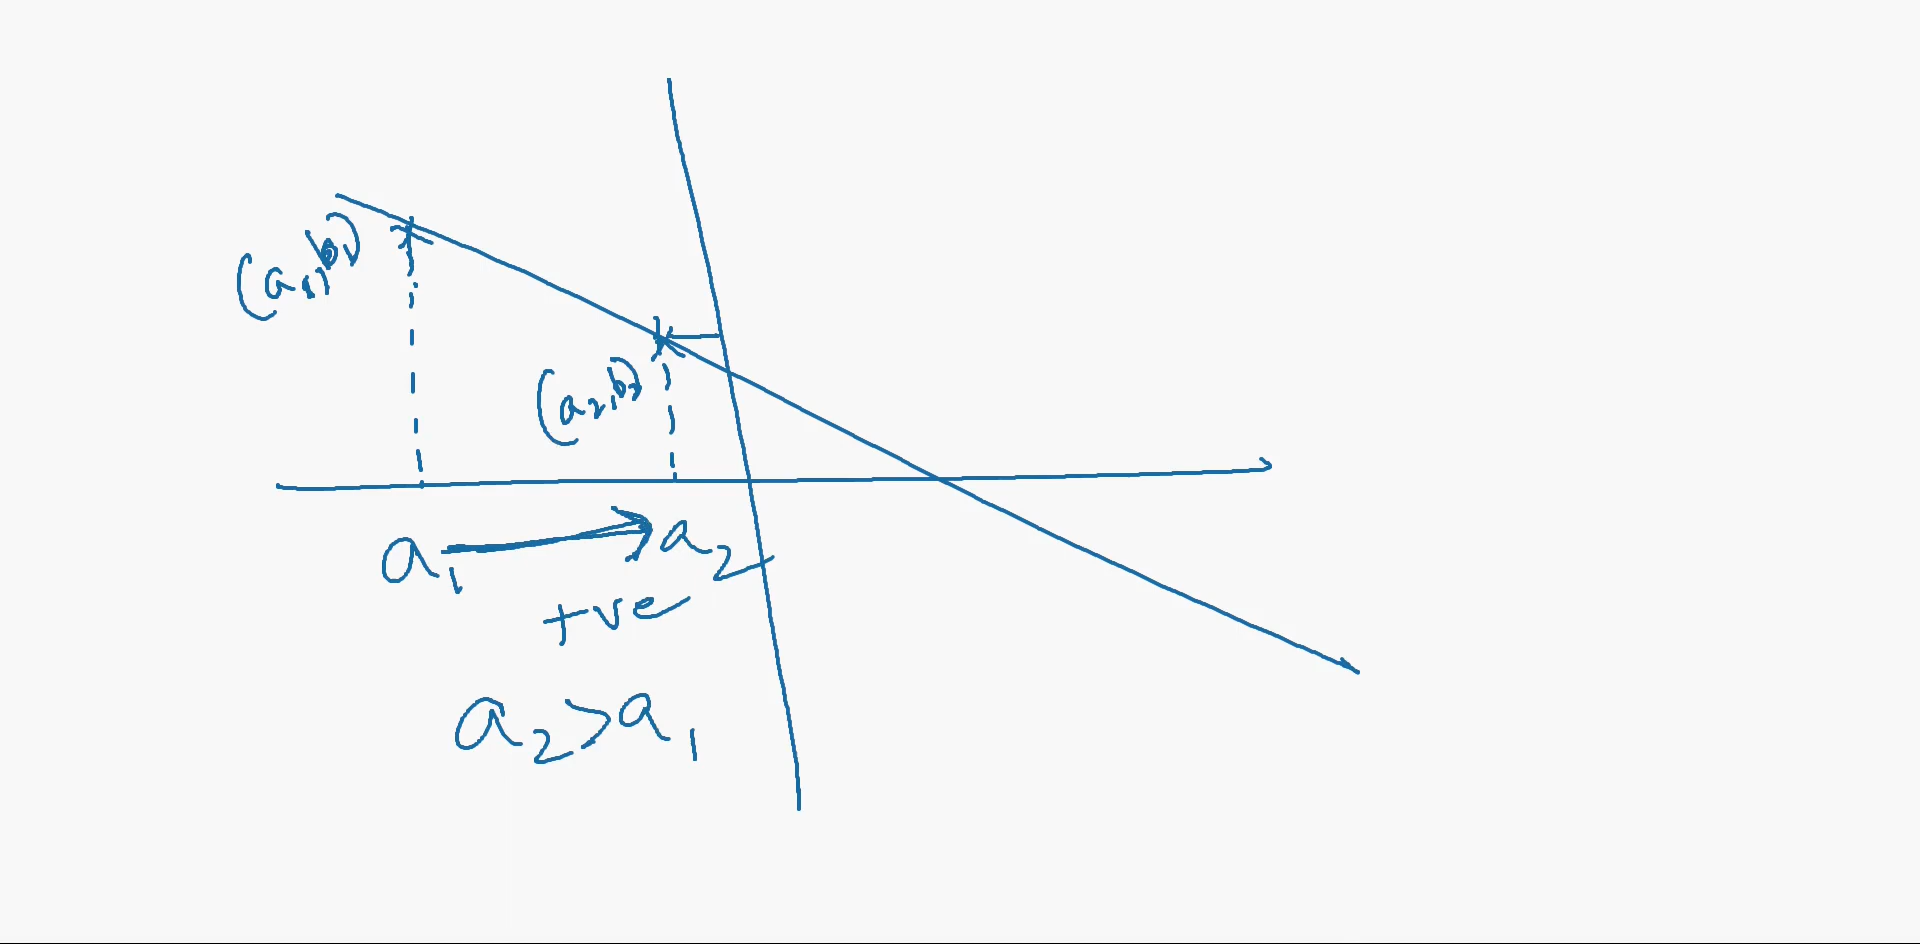 (a₁, b₁)
(a₂, b₂)
a₁ → a₂
+ve
a₂ > a₁